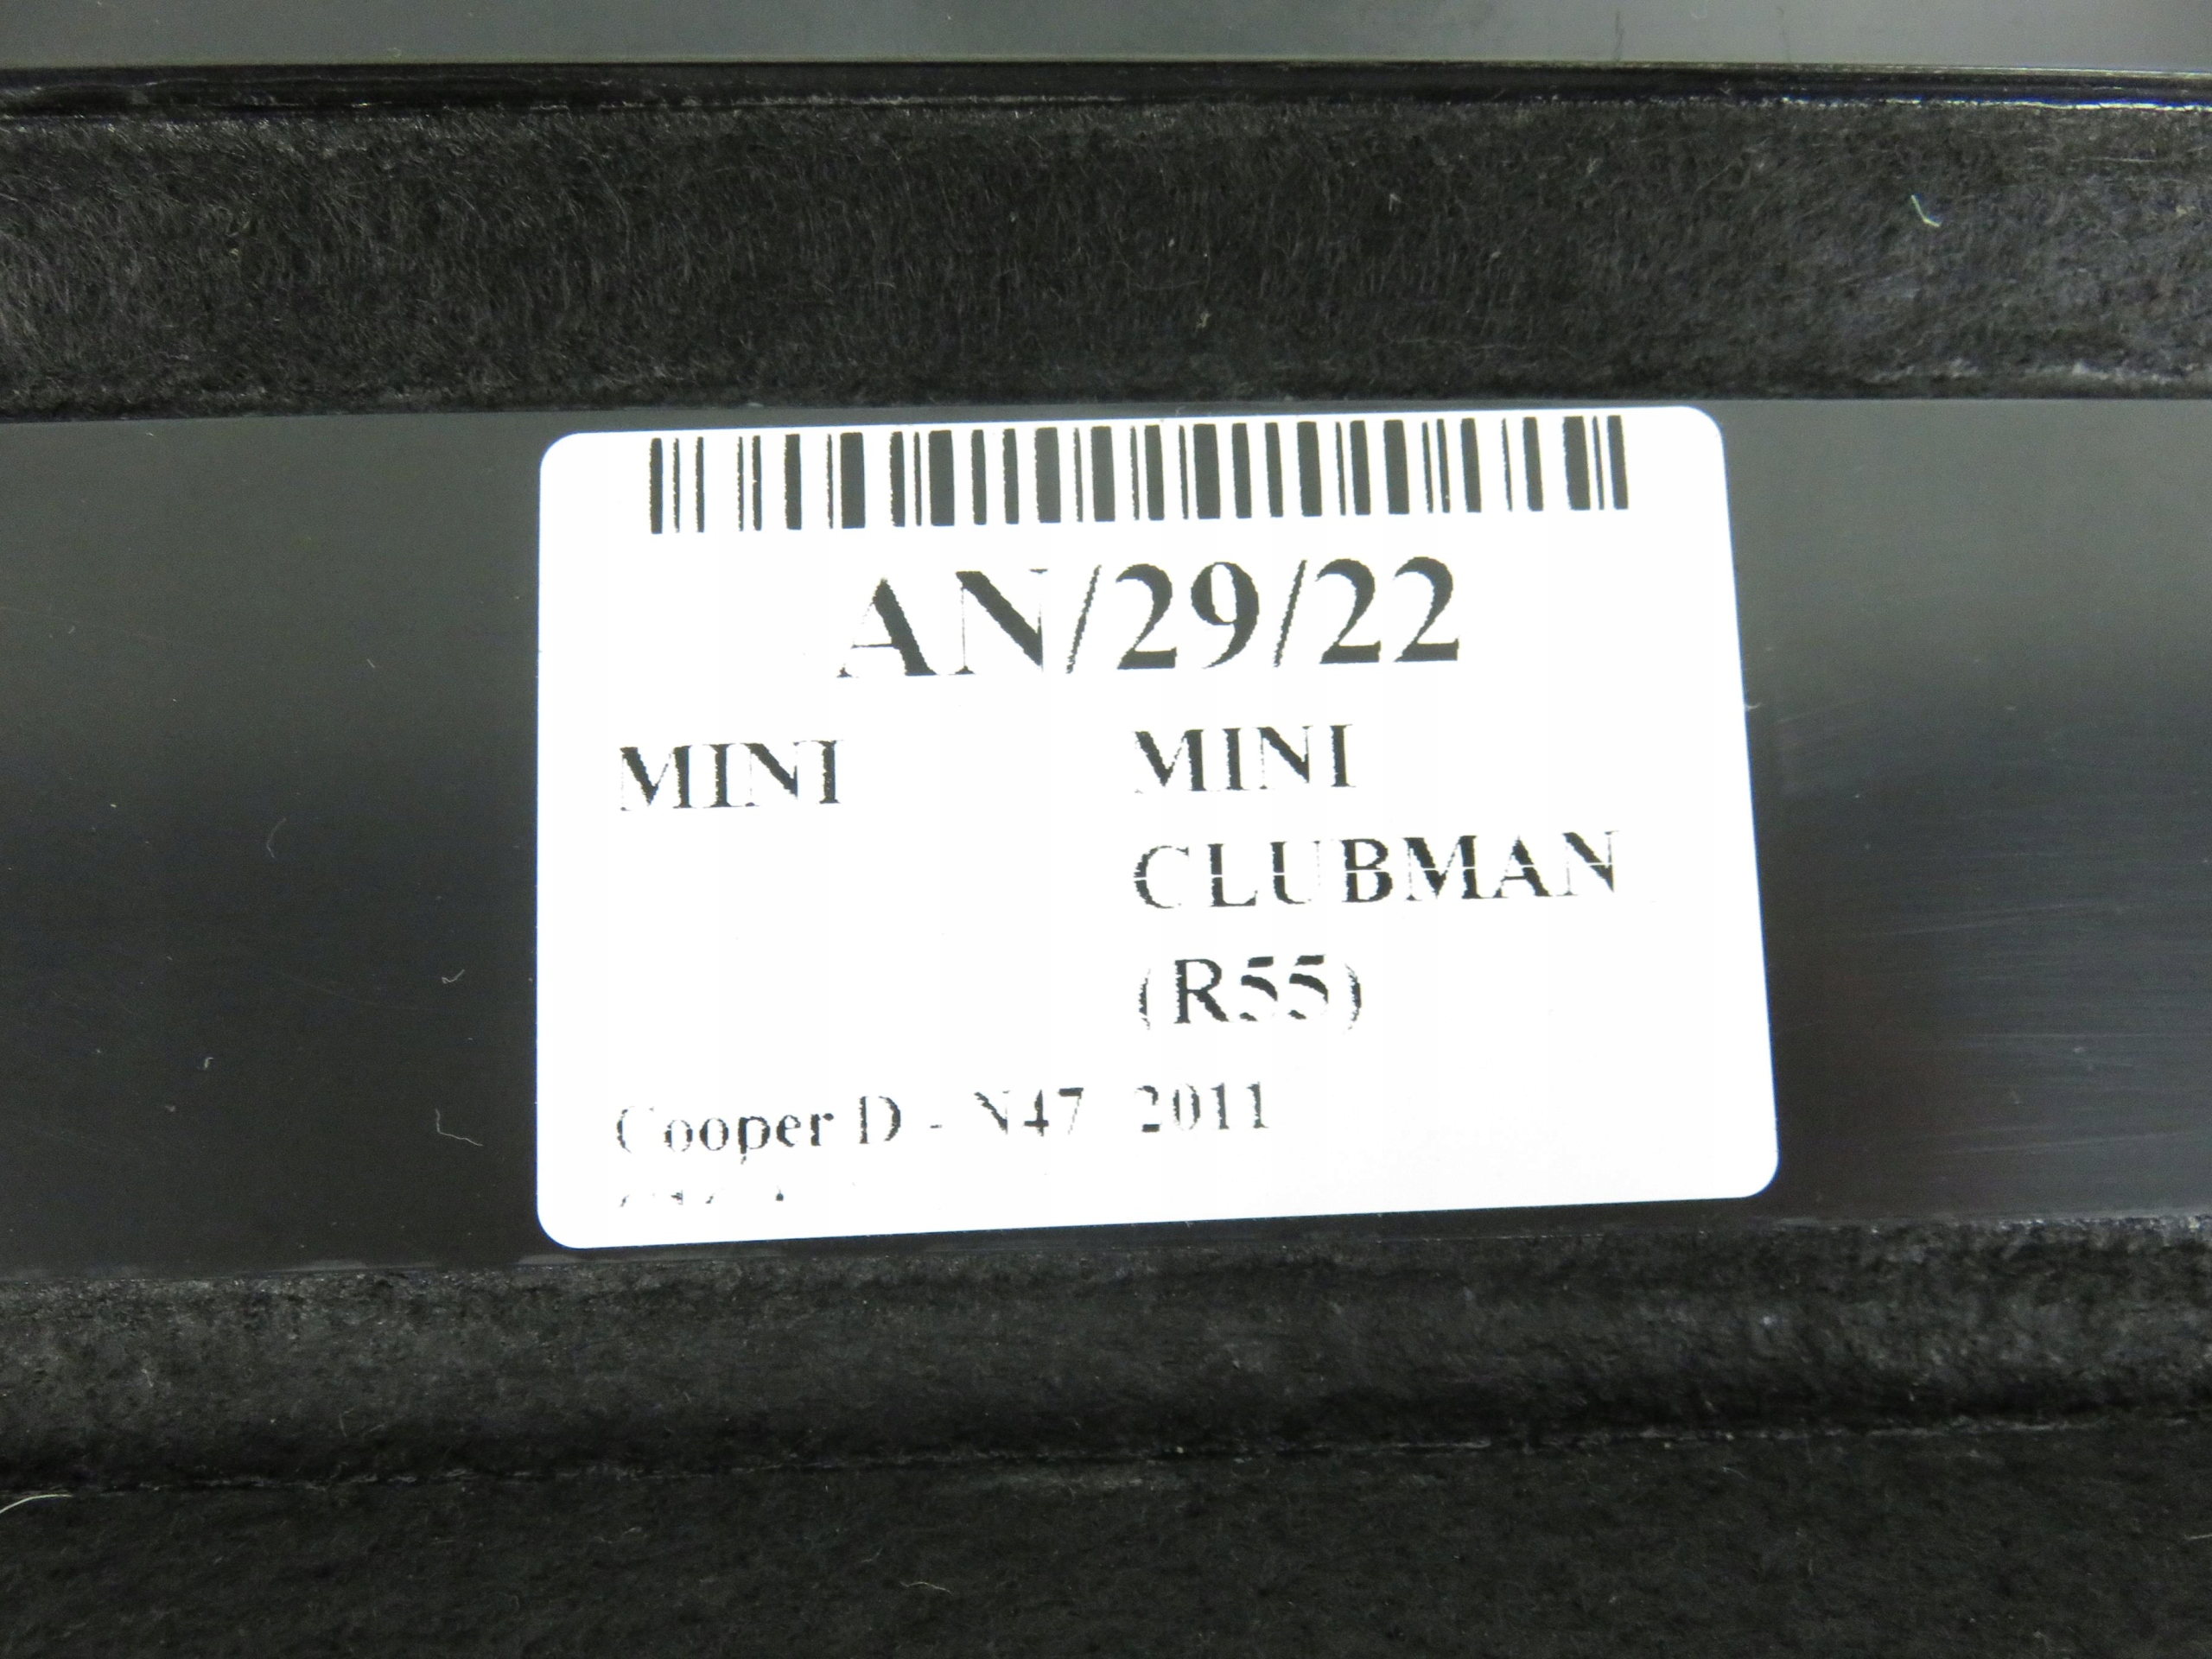 AN/29/22
MINI MINI
CLUBMAN
(R55)
Cooper D - N47 2011